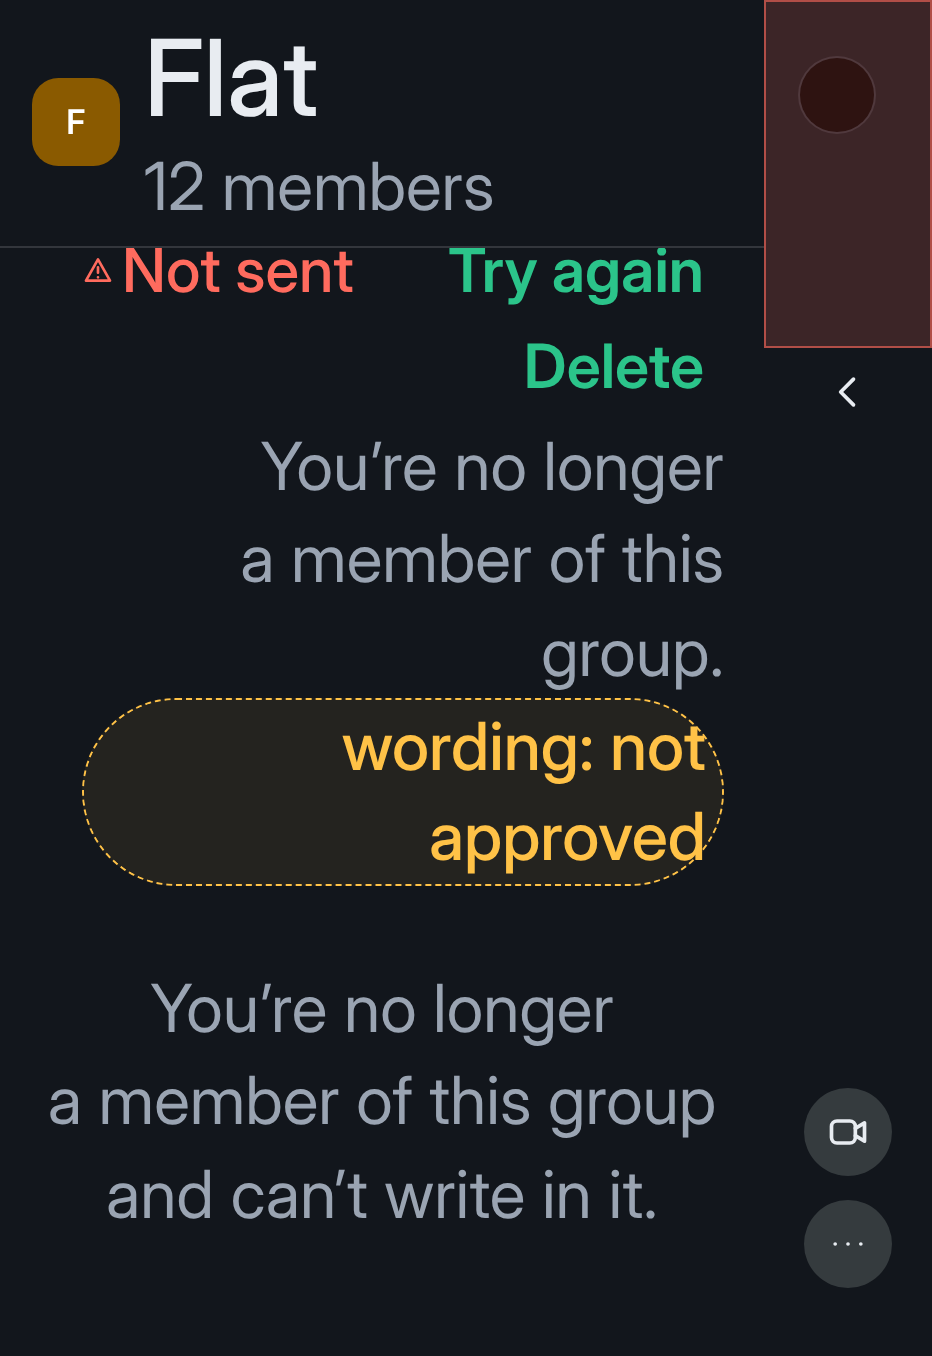 F
Flat
12 members
Not sent
Try again
Delete
You’re no longer
a member of this
group.
wording: not
approved
You’re no longer
a member of this group
and can’t write in it.